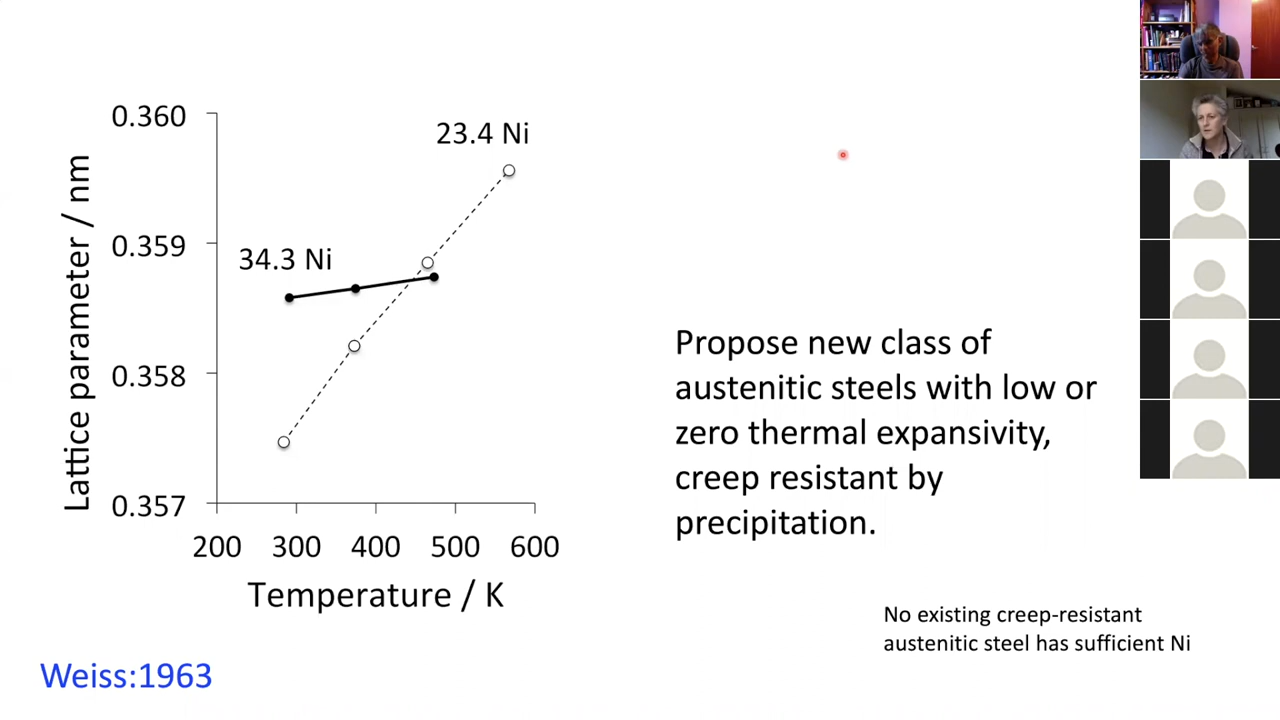 0.360
0.359
0.358
0.357
Lattice parameter / nm
23.4 Ni
34.3 Ni
200 300 400 500 600
Temperature / K
Propose new class of
austenitic steels with low or
zero thermal expansivity,
creep resistant by
precipitation.
No existing creep-resistant
austenitic steel has sufficient Ni
Weiss:1963